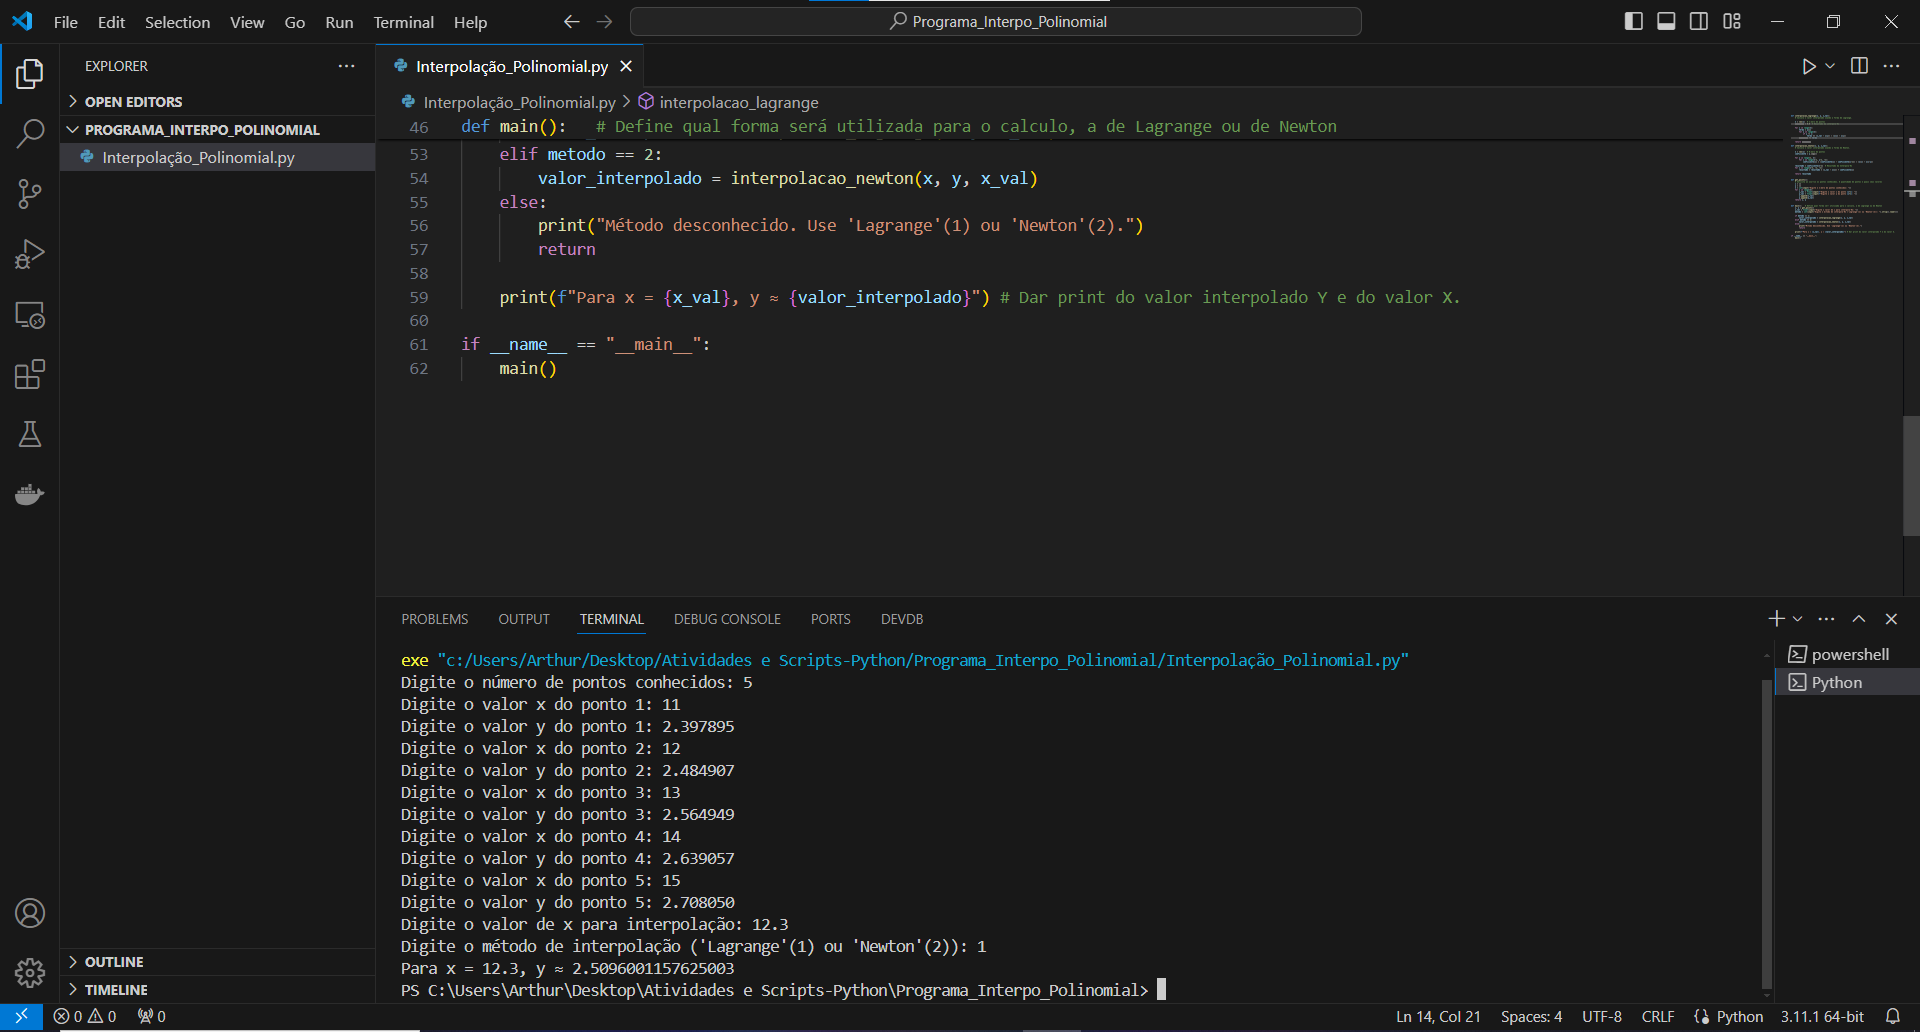 File Edit Selection View Go Run Terminal Help
Programa_Interpo_Polinomial
EXPLORER
OPEN EDITORS
PROGRAMA_INTERPO_POLINOMIAL
Interpolação_Polinomial.py
Interpolação_Polinomial.py
Interpolação_Polinomial.py > interpolacao_lagrange
46 def main():   # Define qual forma será utilizada para o calculo, a de Lagrange ou de Newton
53     elif metodo == 2:
54         valor_interpolado = interpolacao_newton(x, y, x_val)
55     else:
56         print("Método desconhecido. Use 'Lagrange'(1) ou 'Newton'(2).")
57         return
58
59     print(f"Para x = {x_val}, y ≈ {valor_interpolado}") # Dar print do valor interpolado Y e do valor X.
60
61 if __name__ == "__main__":
62     main()
PROBLEMS OUTPUT TERMINAL DEBUG CONSOLE PORTS DEVDB
exe "c:/Users/Arthur/Desktop/Atividades e Scripts-Python/Programa_Interpo_Polinomial/Interpolação_Polinomial.py"
Digite o número de pontos conhecidos: 5
Digite o valor x do ponto 1: 11
Digite o valor y do ponto 1: 2.397895
Digite o valor x do ponto 2: 12
Digite o valor y do ponto 2: 2.484907
Digite o valor x do ponto 3: 13
Digite o valor y do ponto 3: 2.564949
Digite o valor x do ponto 4: 14
Digite o valor y do ponto 4: 2.639057
Digite o valor x do ponto 5: 15
Digite o valor y do ponto 5: 2.708050
Digite o valor de x para interpolação: 12.3
Digite o método de interpolação ('Lagrange'(1) ou 'Newton'(2)): 1
Para x = 12.3, y ≈ 2.5096001157625003
PS C:\Users\Arthur\Desktop\Atividades e Scripts-Python\Programa_Interpo_Polinomial>
powershell
Python
OUTLINE
TIMELINE
0 0 0
Ln 14, Col 21 Spaces: 4 UTF-8 CRLF Python 3.11.1 64-bit